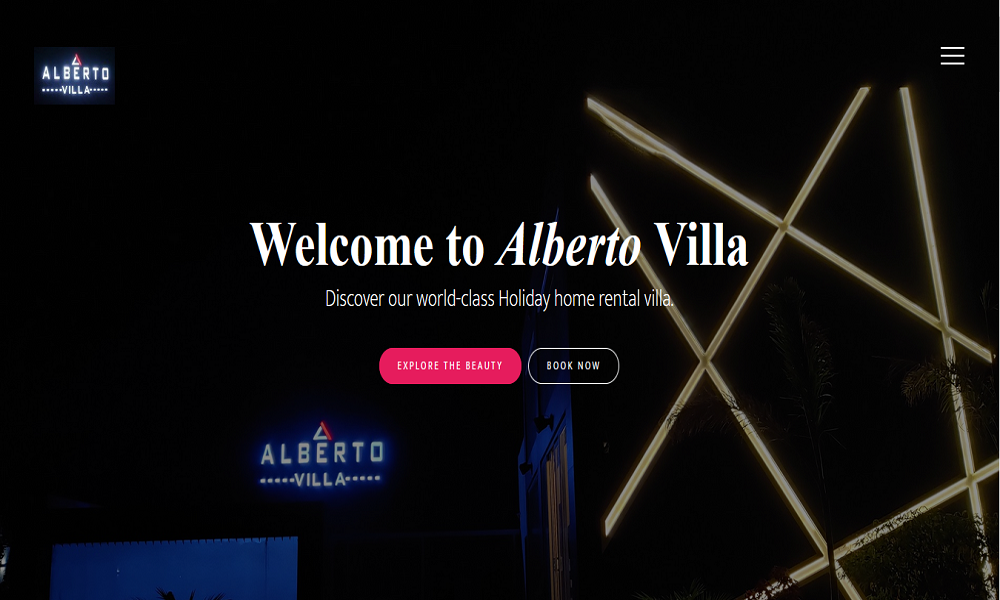 ALBERTO
VILLA
Welcome to Alberto Villa
Discover our world-class Holiday home rental villa.
EXPLORE THE BEAUTY
BOOK NOW
ALBERTO
VILLA